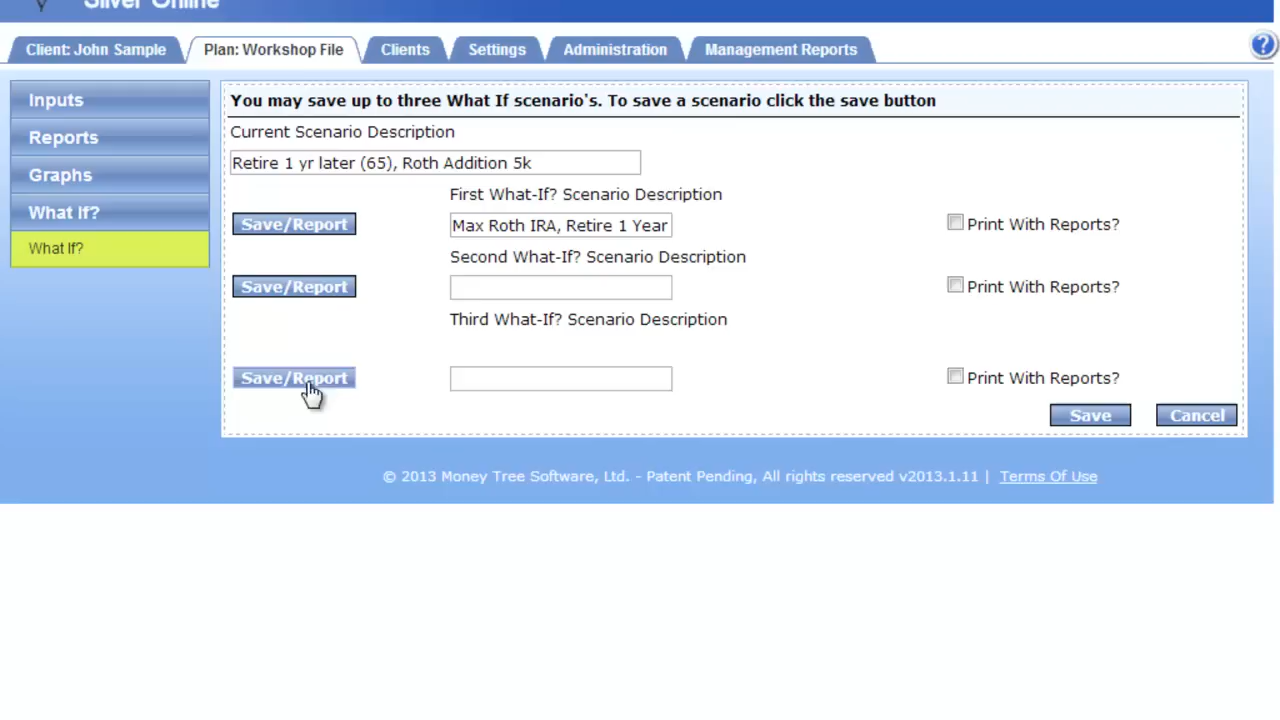 Silver Online
Client: John Sample
Plan: Workshop File
Clients
Settings
Administration
Management Reports
?
Inputs
Reports
Graphs
What If?
What If?
You may save up to three What If scenario's. To save a scenario click the save button
Current Scenario Description
Retire 1 yr later (65), Roth Addition 5k
First What-If? Scenario Description
Save/Report Max Roth IRA, Retire 1 Year Print With Reports?
Second What-If? Scenario Description
Save/Report Print With Reports?
Third What-If? Scenario Description
Save/Report Print With Reports?
Save Cancel
© 2013 Money Tree Software, Ltd. - Patent Pending, All rights reserved v2013.1.11 | Terms Of Use